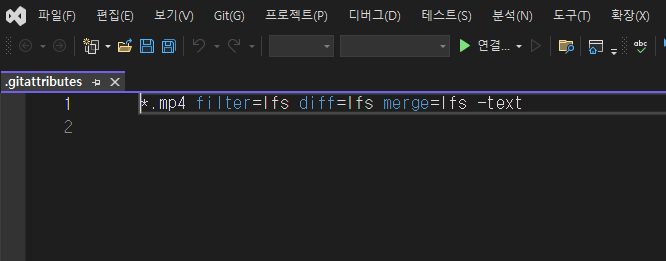 파일(F) 편집(E) 보기(V) Git(G) 프로젝트(P) 디버그(D) 테스트(S) 분석(N) 도구(T) 확장(X)
연결...
abc
.gitattributes
1 *.mp4 filter=lfs diff=lfs merge=lfs -text
2